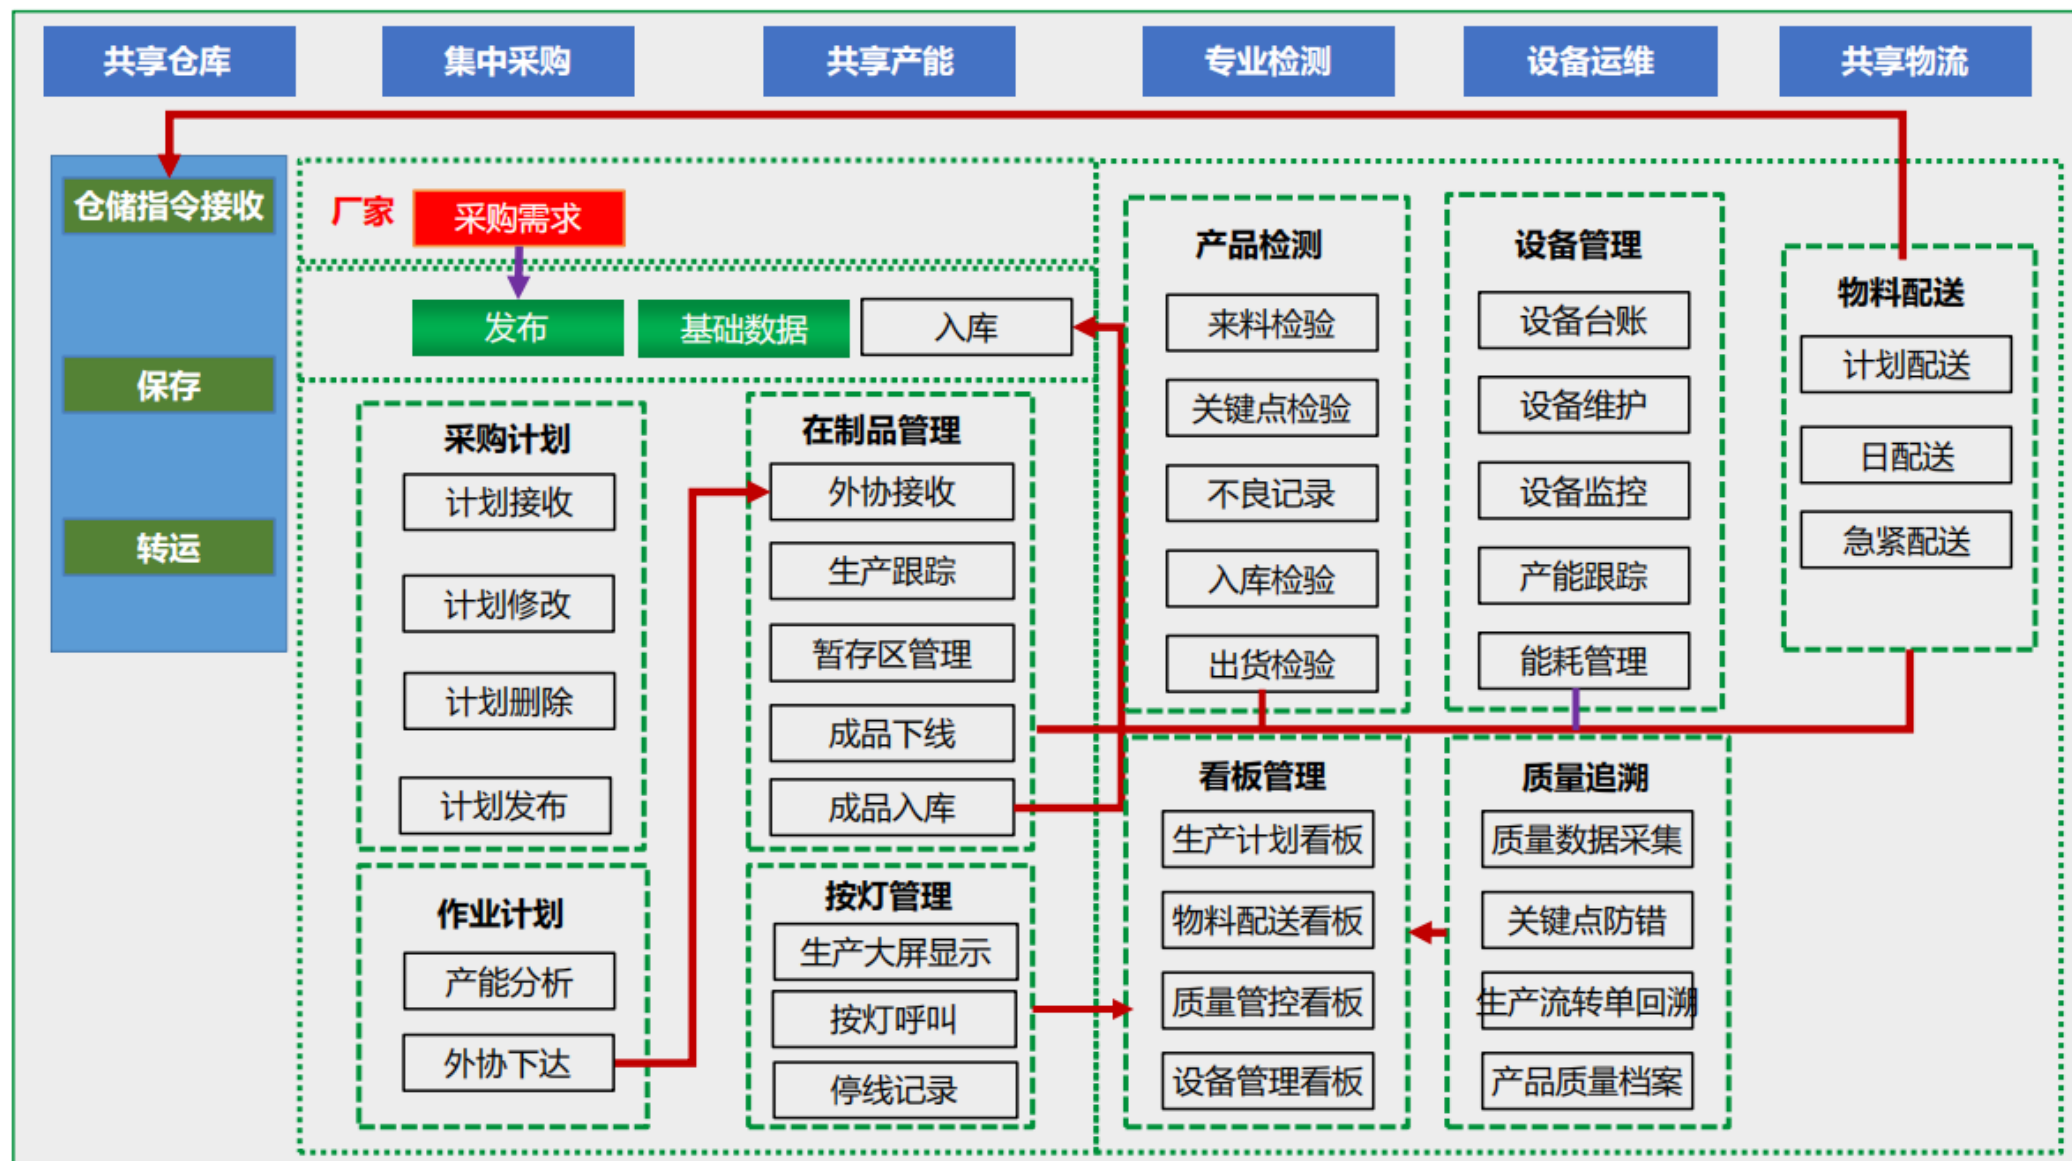 共享仓库
集中采购
共享产能
专业检测
设备运维
共享物流
仓储指令接收
保存
转运
厂家
采购需求
发布
基础数据
入库
采购计划
计划接收
计划修改
计划删除
计划发布
作业计划
产能分析
外协下达
在制品管理
外协接收
生产跟踪
暂存区管理
成品下线
成品入库
按灯管理
生产大屏显示
按灯呼叫
停线记录
产品检测
来料检验
关键点检验
不良记录
入库检验
出货检验
看板管理
生产计划看板
物料配送看板
质量管控看板
设备管理看板
设备管理
设备台账
设备维护
设备监控
产能跟踪
能耗管理
质量追溯
质量数据采集
关键点防错
生产流转单回溯
产品质量档案
物料配送
计划配送
日配送
急紧配送